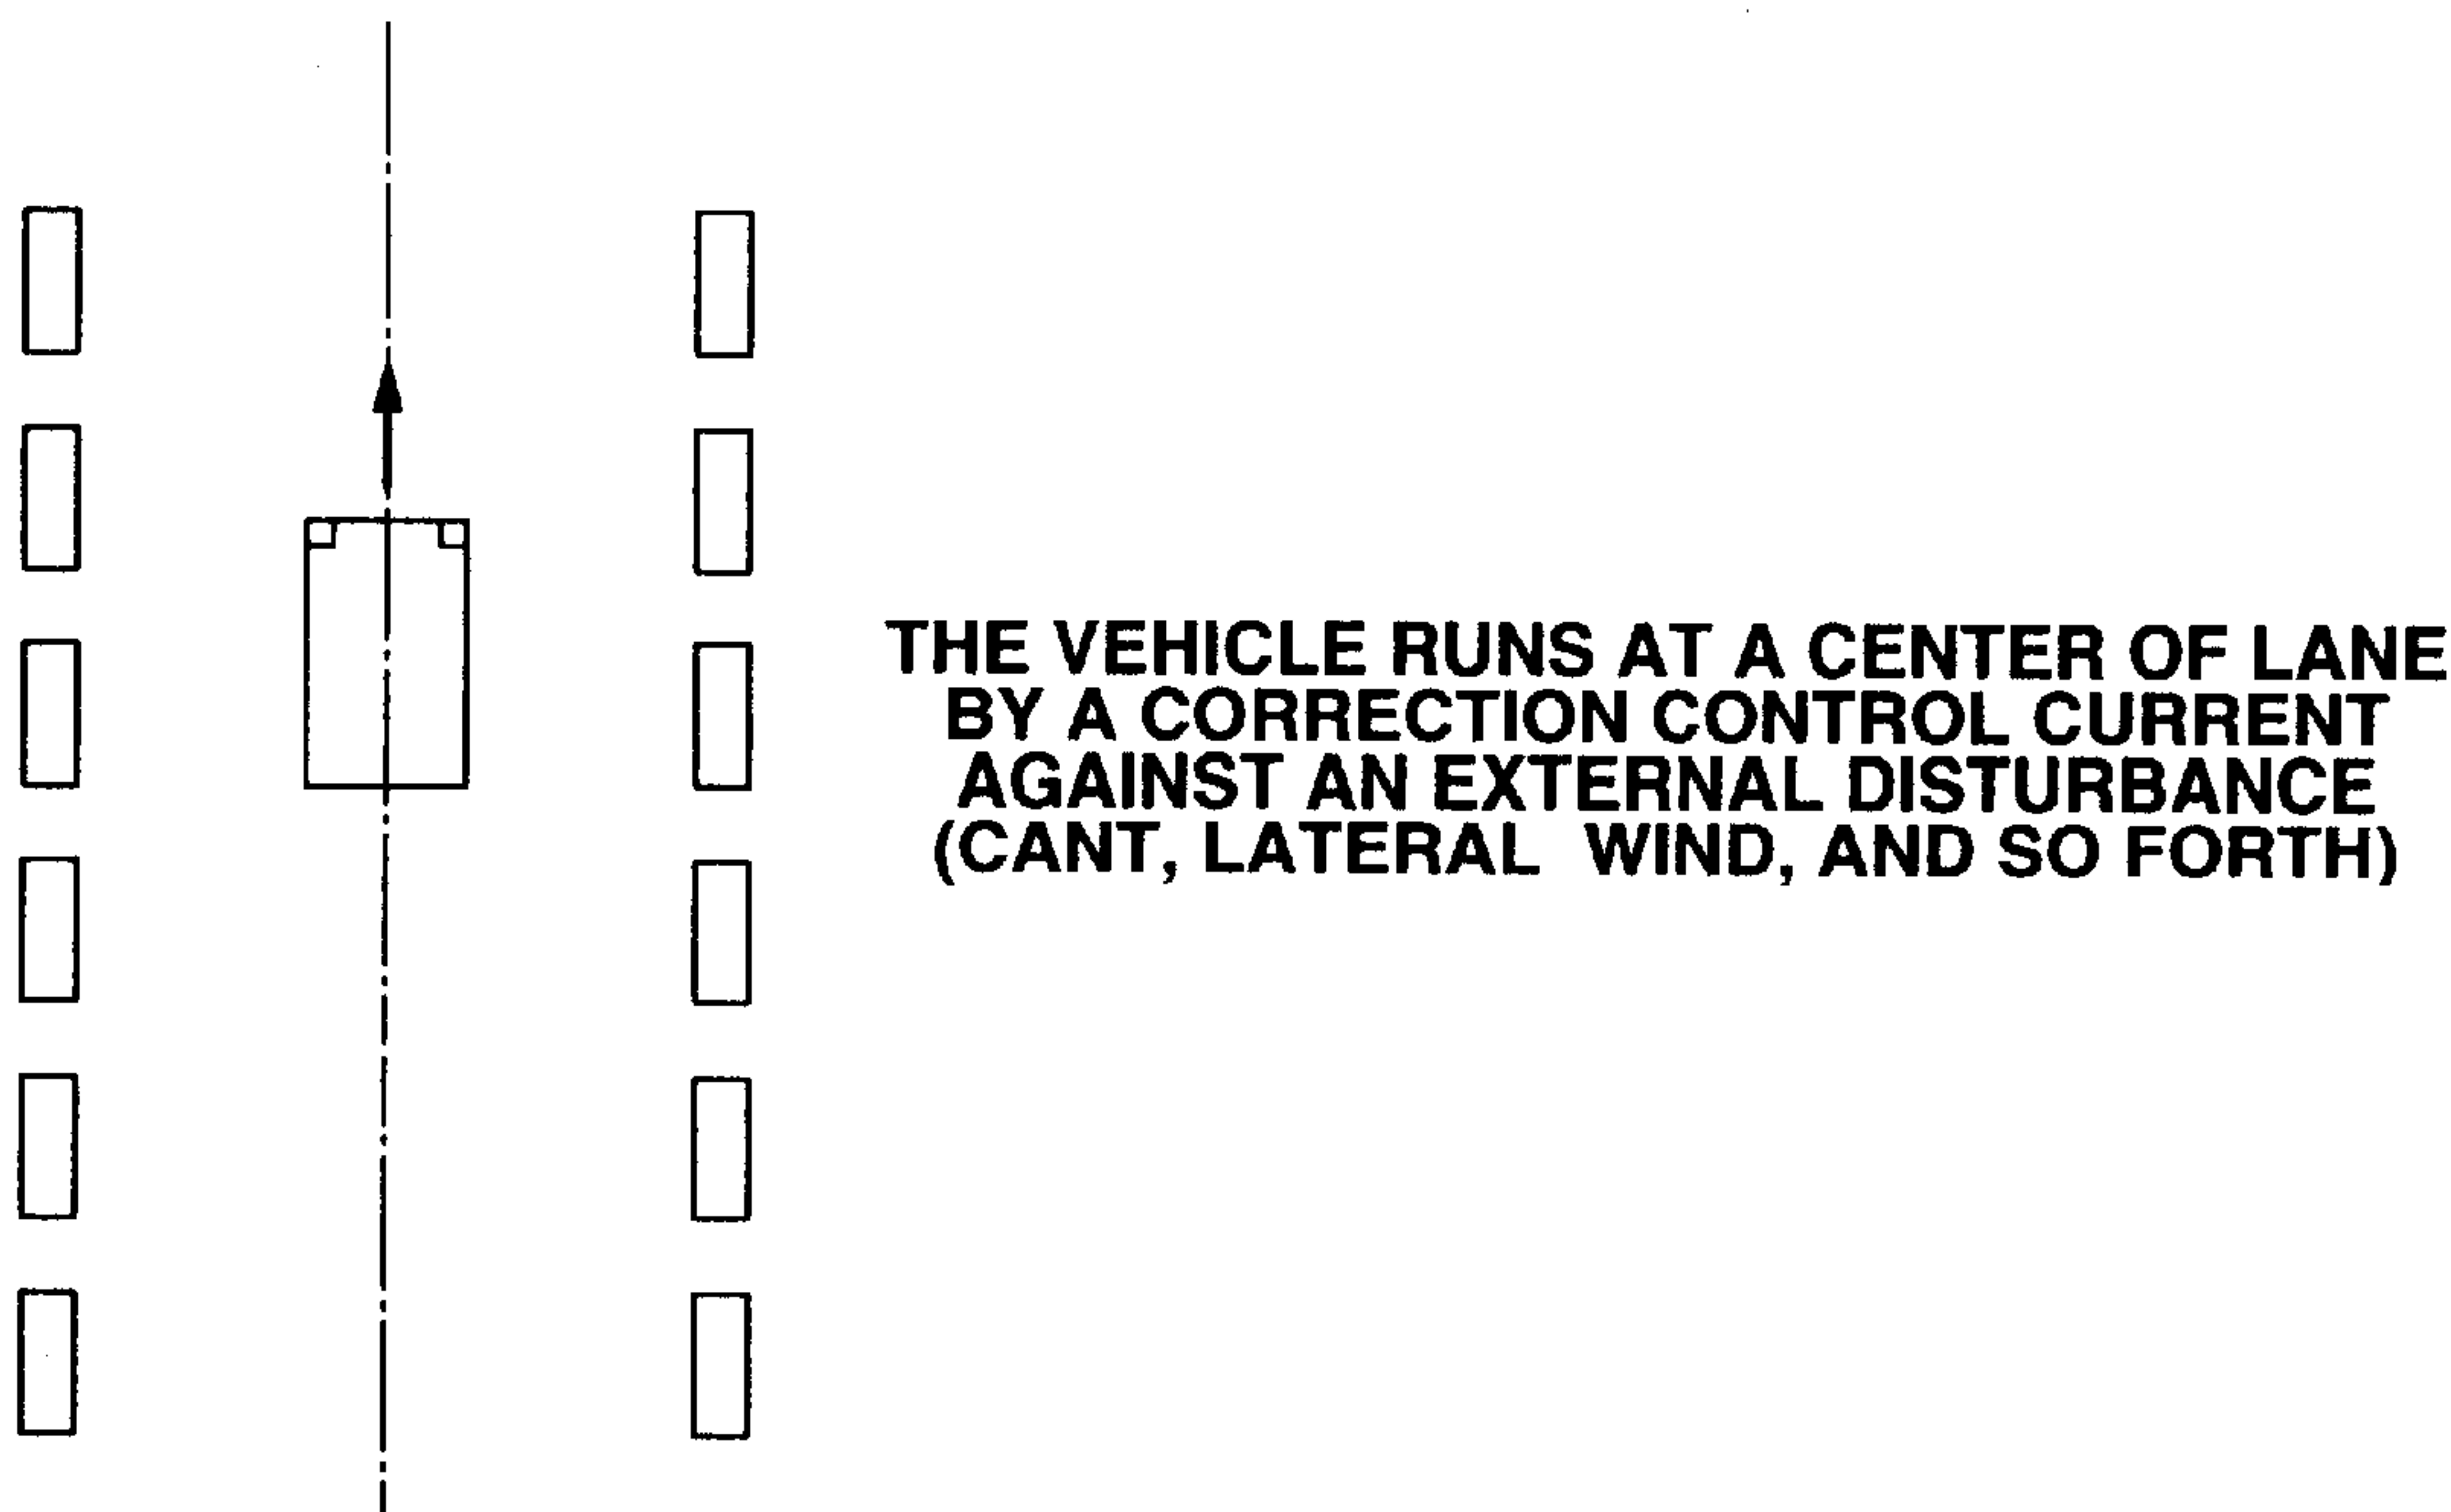 THE VEHICLE RUNS AT A CENTER OF LANE
BY A CORRECTION CONTROL CURRENT
AGAINST AN EXTERNAL DISTURBANCE
(CANT, LATERAL WIND, AND SO FORTH)